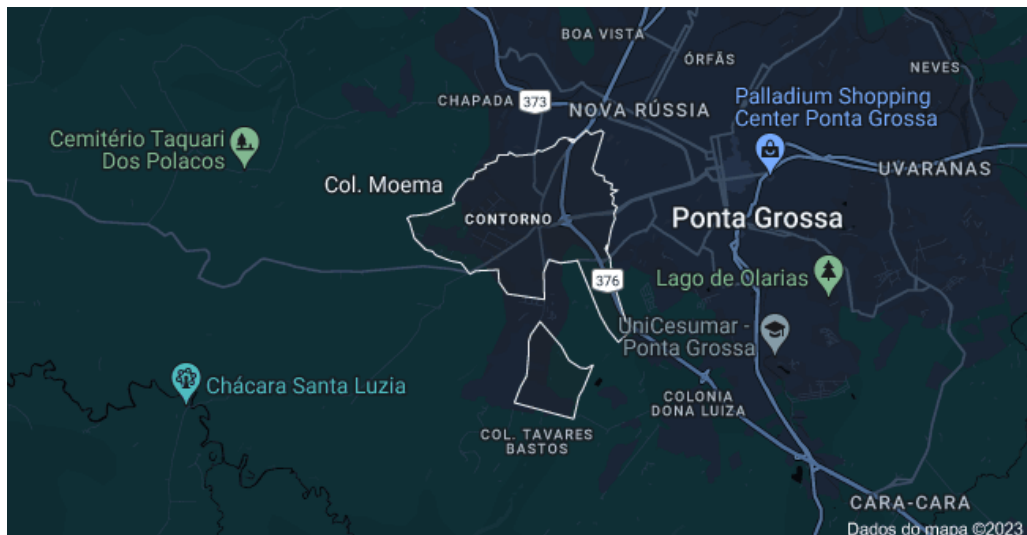 BOA VISTA
ÓRFÃS
NEVES
CHAPADA
373
NOVA RÚSSIA
Palladium Shopping
Center Ponta Grossa
Cemitério Taquari
Dos Polacos
UVARANAS
Col. Moema
CONTORNO
Ponta Grossa
376
Lago de Olarias
UniCesumar -
Ponta Grossa
Chácara Santa Luzia
COLONIA
DONA LUIZA
COL. TAVARES
BASTOS
CARA-CARA
Dados do mapa ©2023